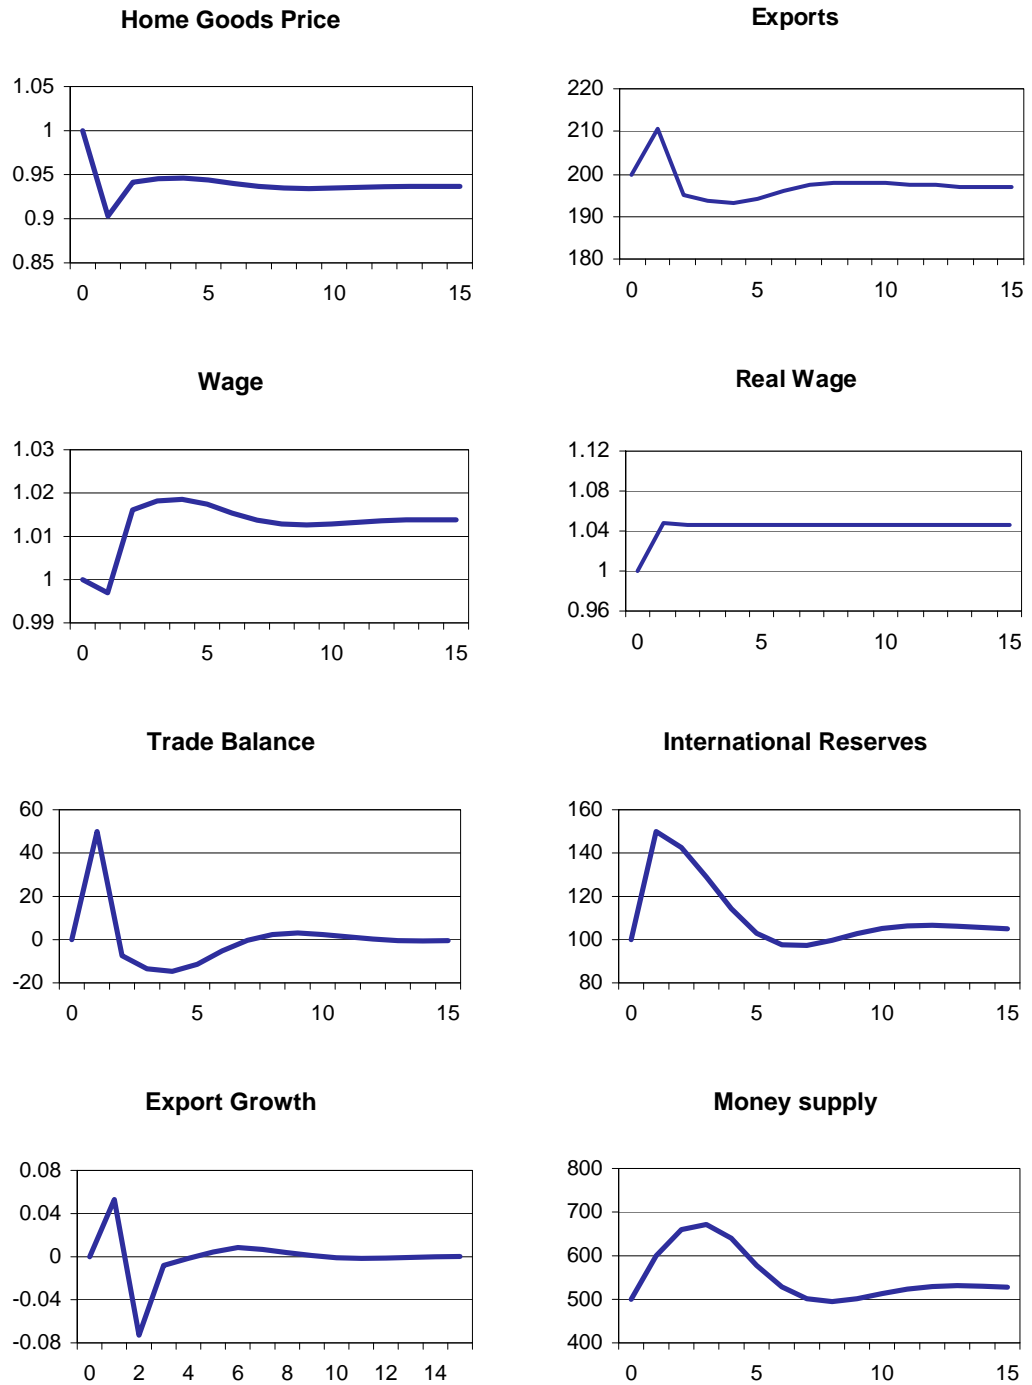 Home Goods Price
1.05
1
0.95
0.9
0.85
0 5 10 15
Exports
220
210
200
190
180
0 5 10 15
Wage
1.03
1.02
1.01
1
0.99
0 5 10 15
Real Wage
1.12
1.08
1.04
1
0.96
0 5 10 15
Trade Balance
60
40
20
0
-20
0 5 10 15
International Reserves
160
140
120
100
80
0 5 10 15
Export Growth
0.08
0.04
0
-0.04
-0.08
0 2 4 6 8 10 12 14
Money supply
800
700
600
500
400
0 5 10 15